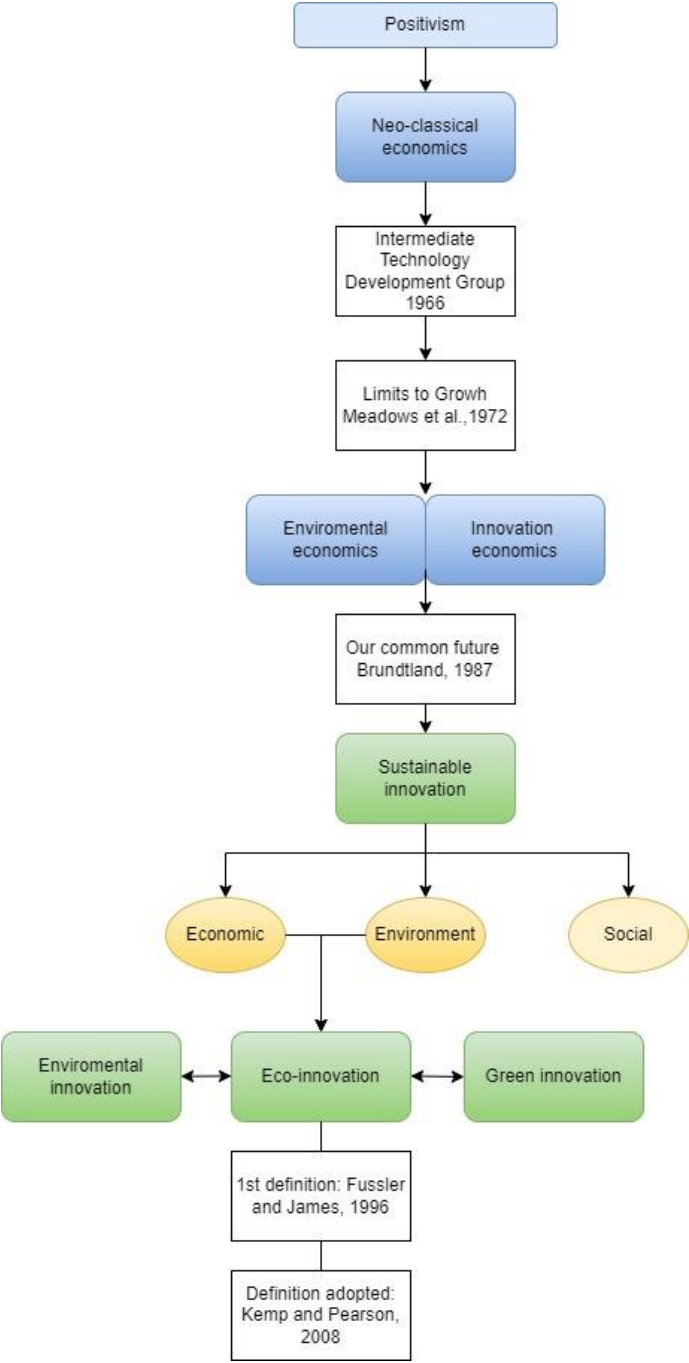 Positivism
Neo-classical
economics
Intermediate
Technology
Development Group
1966
Limits to Growh
Meadows et al.,1972
Enviromental
economics
Innovation
economics
Our common future
Brundtland, 1987
Sustainable
innovation
Economic
Environment
Social
Enviromental
innovation
Eco-innovation
Green innovation
1st definition: Fussler
and James, 1996
Definition adopted:
Kemp and Pearson,
2008